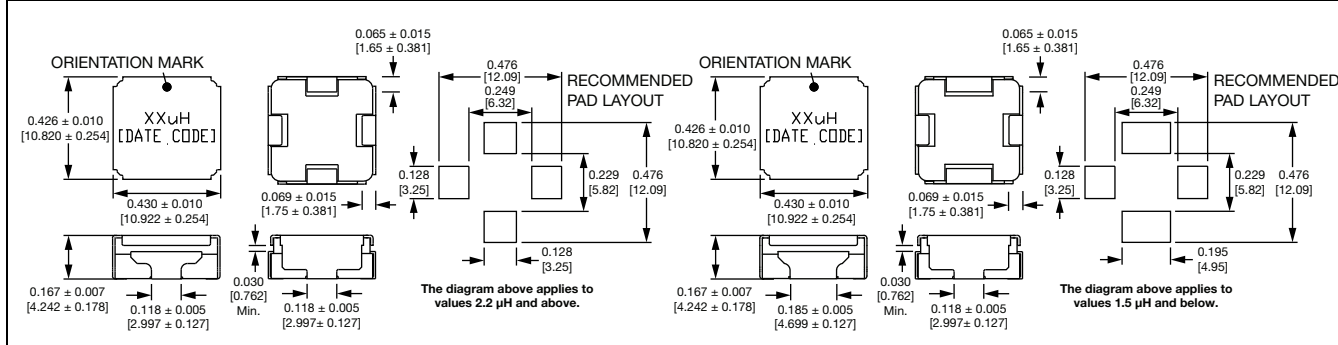 ORIENTATION MARK
XXuH
[DATE CODE]
0.426 ± 0.010
[10.820 ± 0.254]
0.430 ± 0.010
[10.922 ± 0.254]
0.065 ± 0.015
[1.65 ± 0.381]
0.069 ± 0.015
[1.75 ± 0.381]
0.476
[12.09]
0.249
[6.32]
RECOMMENDED
PAD LAYOUT
0.128
[3.25]
0.229
[5.82]
0.476
[12.09]
0.128
[3.25]
0.167 ± 0.007
[4.242 ± 0.178]
0.118 ± 0.005
[2.997 ± 0.127]
0.030
[0.762]
Min.
0.118 ± 0.005
[2.997± 0.127]
The diagram above applies to
values 2.2 µH and above.
ORIENTATION MARK
XXuH
[DATE CODE]
0.426 ± 0.010
[10.820 ± 0.254]
0.430 ± 0.010
[10.922 ± 0.254]
0.065 ± 0.015
[1.65 ± 0.381]
0.069 ± 0.015
[1.75 ± 0.381]
0.476
[12.09]
0.249
[6.32]
RECOMMENDED
PAD LAYOUT
0.128
[3.25]
0.229
[5.82]
0.476
[12.09]
0.195
[4.95]
0.167 ± 0.007
[4.242 ± 0.178]
0.185 ± 0.005
[4.699 ± 0.127]
0.030
[0.762]
Min.
0.118 ± 0.005
[2.997± 0.127]
The diagram above applies to
values 1.5 µH and below.